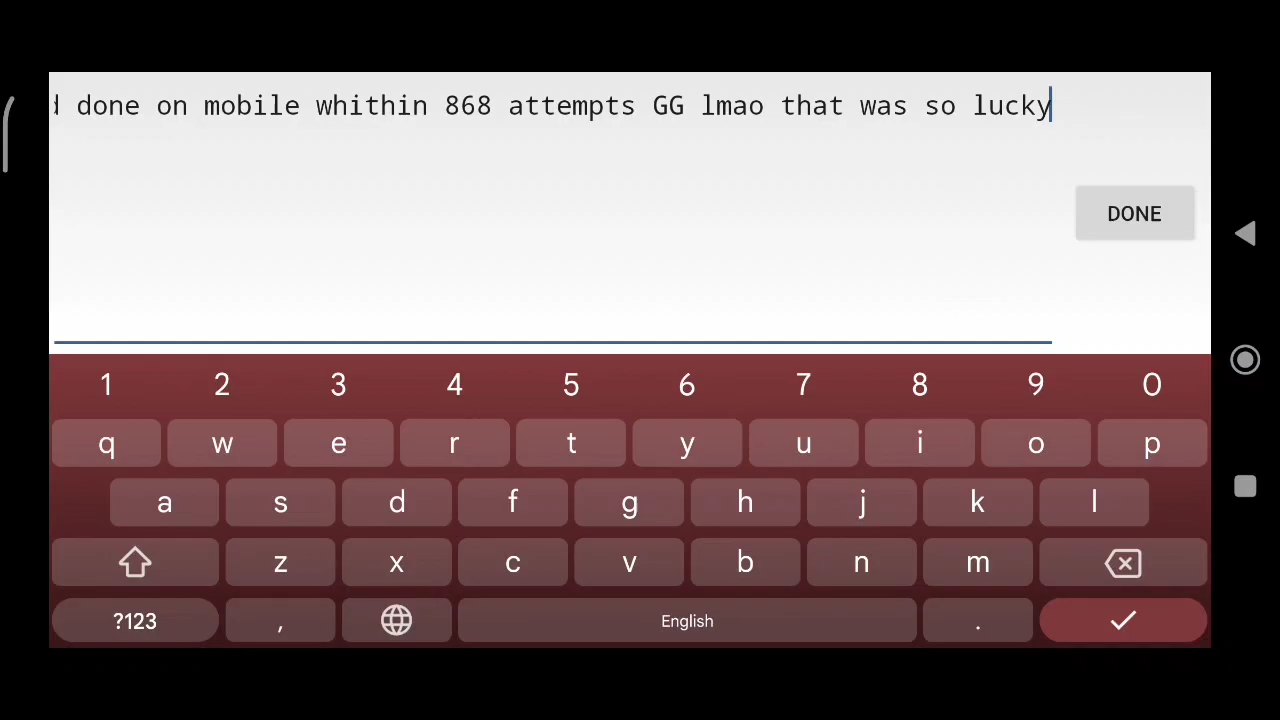 done on mobile whithin 868 attempts GG lmao that was so lucky
DONE
1 2 3 4 5 6 7 8 9 0
q w e r t y u i o p
a s d f g h j k l
z x c v b n m
?123 , English .